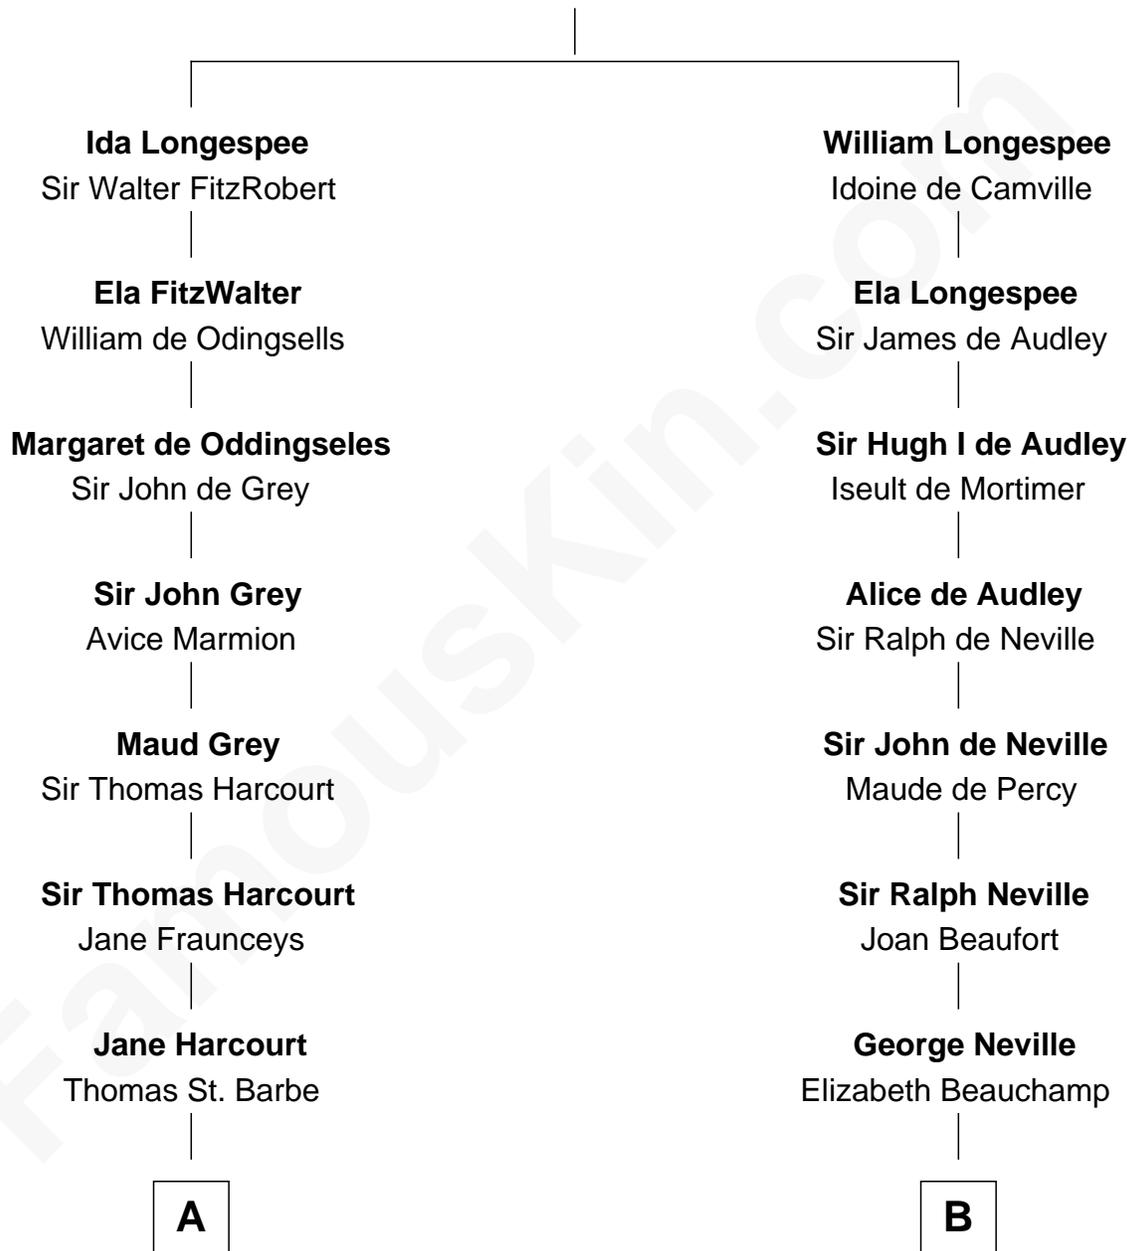 Ida Longespee
Sir Walter FitzRobert
William Longespee
Idoine de Camville
Ela FitzWalter
William de Odingsells
Ela Longespee
Sir James de Audley
Margaret de Oddingseles
Sir John de Grey
Sir Hugh I de Audley
Iseult de Mortimer
Sir John Grey
Avice Marmion
Alice de Audley
Sir Ralph de Neville
Maud Grey
Sir Thomas Harcourt
Sir John de Neville
Maude de Percy
Sir Thomas Harcourt
Jane Fraunceys
Sir Ralph Neville
Joan Beaufort
Jane Harcourt
Thomas St. Barbe
George Neville
Elizabeth Beauchamp
A
B
FamousKin.com